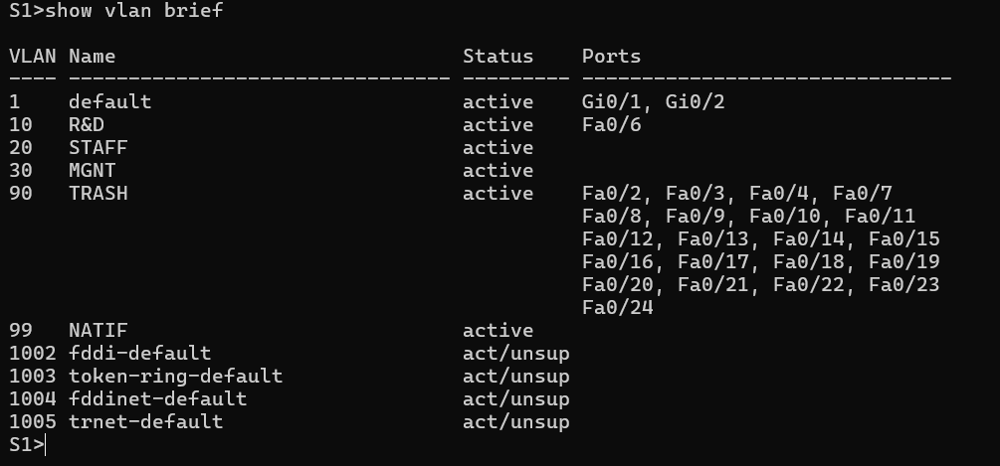 S1>show vlan brief
VLAN Name                             Status    Ports
---- -------------------------------- --------- -------------------------------
1    default                          active    Gi0/1, Gi0/2
10   R&D                              active    Fa0/6
20   STAFF                            active
30   MGNT                             active
90   TRASH                            active    Fa0/2, Fa0/3, Fa0/4, Fa0/7
                                                Fa0/8, Fa0/9, Fa0/10, Fa0/11
                                                Fa0/12, Fa0/13, Fa0/14, Fa0/15
                                                Fa0/16, Fa0/17, Fa0/18, Fa0/19
                                                Fa0/20, Fa0/21, Fa0/22, Fa0/23
                                                Fa0/24
99   NATIF                            active
1002 fddi-default                     act/unsup
1003 token-ring-default               act/unsup
1004 fddinet-default                  act/unsup
1005 trnet-default                    act/unsup
S1>